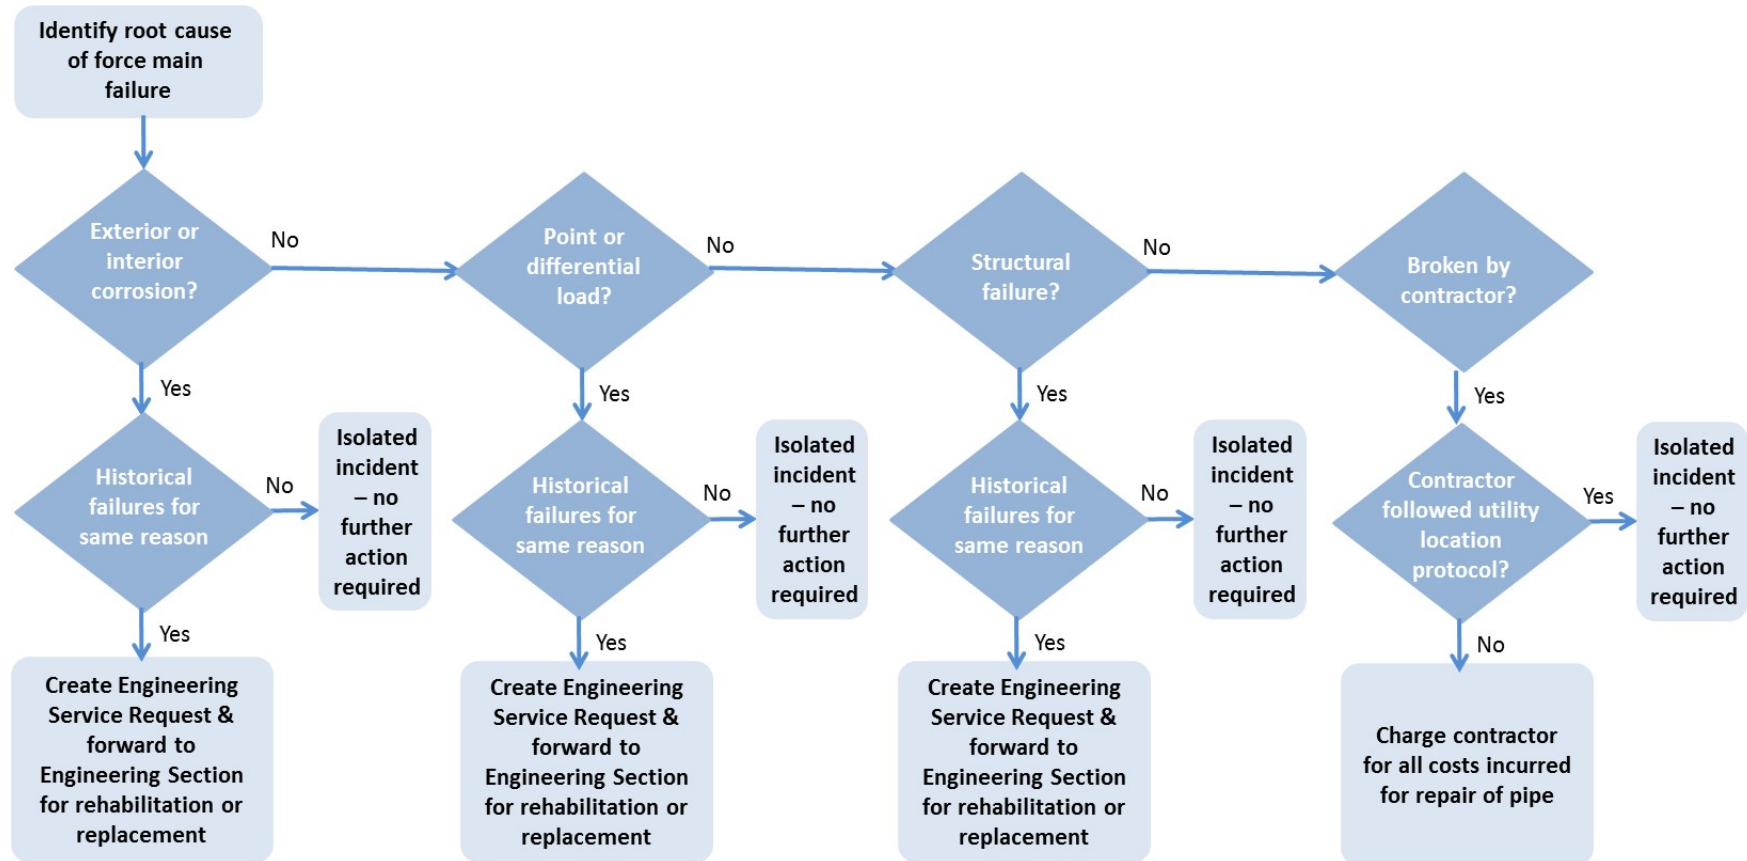 Identify root cause
of force main
failure
Exterior or
interior
corrosion?
No
Point or
differential
load?
No
Structural
failure?
No
Broken by
contractor?
Yes
Yes
Yes
Yes
Historical
failures for
same reason
No
Isolated
incident
– no
further
action
required
Historical
failures for
same reason
No
Isolated
incident
– no
further
action
required
Historical
failures for
same reason
No
Isolated
incident
– no
further
action
required
Contractor
followed utility
location
protocol?
Yes
Isolated
incident
– no
further
action
required
Yes
Yes
Yes
No
Create Engineering
Service Request &
forward to
Engineering Section
for rehabilitation or
replacement
Create Engineering
Service Request &
forward to
Engineering Section
for rehabilitation or
replacement
Create Engineering
Service Request &
forward to
Engineering Section
for rehabilitation or
replacement
Charge contractor
for all costs incurred
for repair of pipe